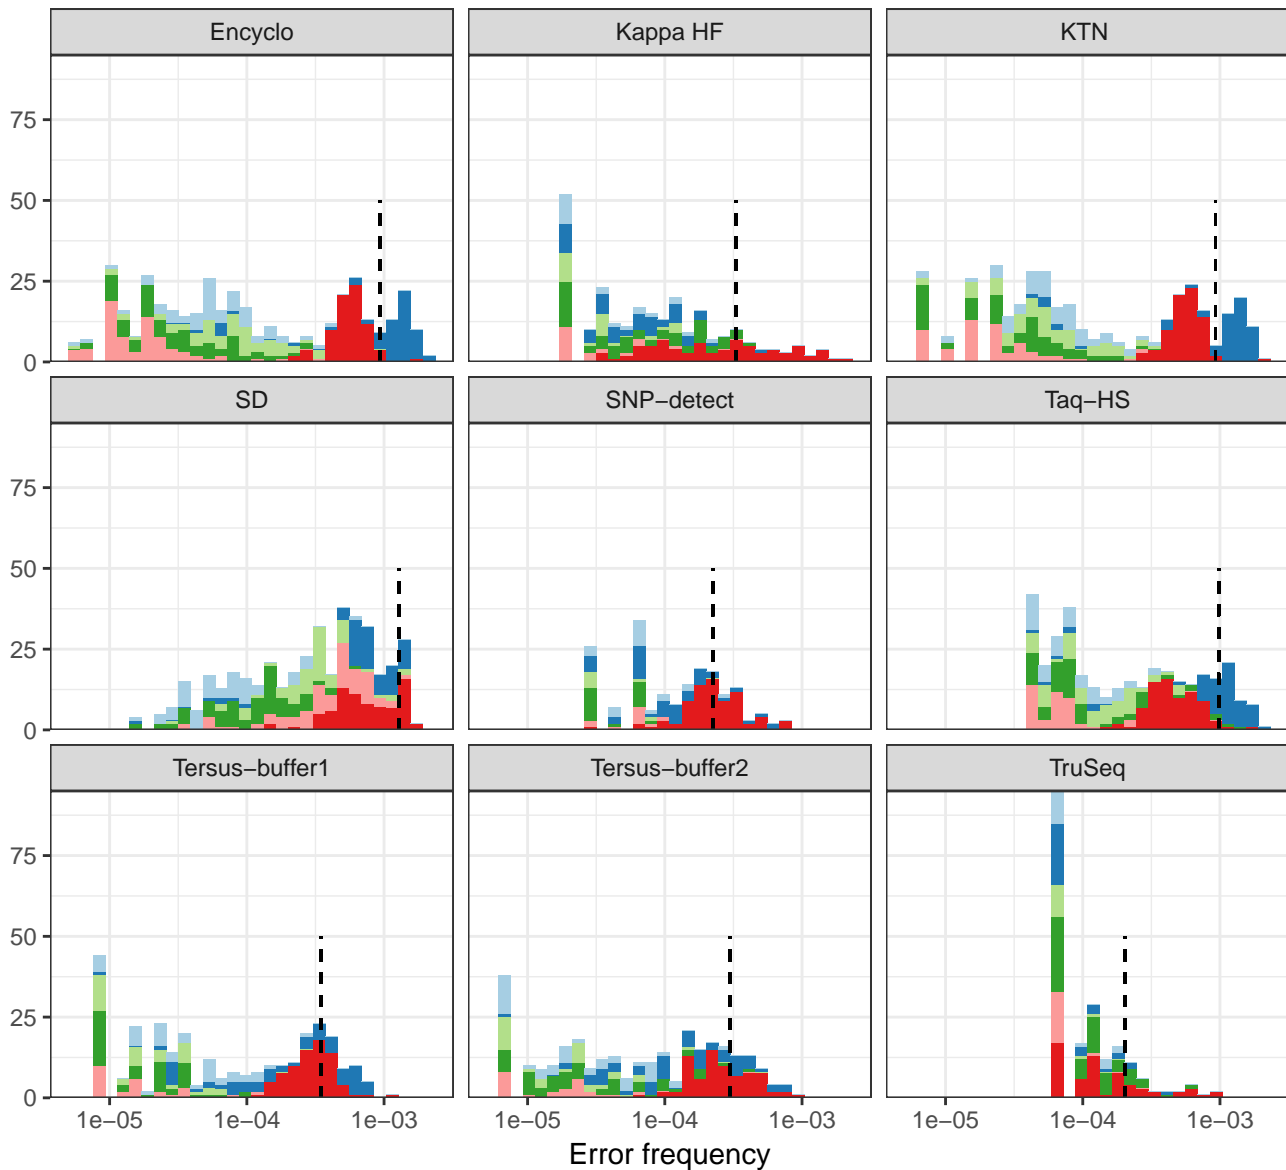 Encyclo Kappa HF KTN
75
50
25
0
SD SNP−detect Taq−HS
75
50
25
0
Tersus−buffer1 Tersus−buffer2 TruSeq
75
50
25
0
1e−05 1e−04 1e−03 1e−05 1e−04 1e−03 1e−05 1e−04 1e−03
Error frequency